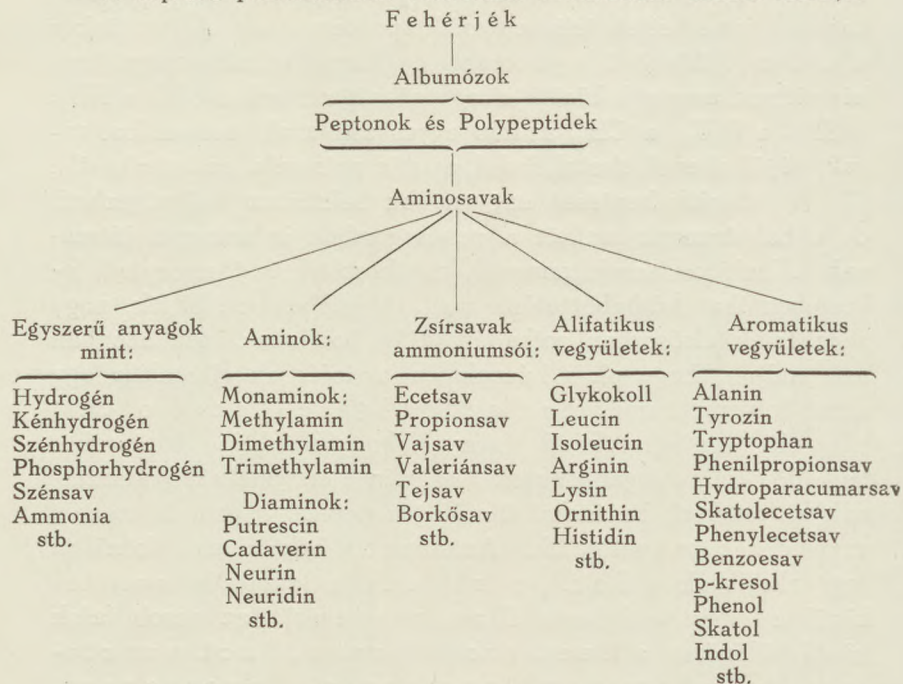 Fehérjék
Albumózok
Peptonok és Polypeptidek
Aminosavak
Egyszerű anyagok
mint:
Hydrogén
Kénhydrogén
Szénhydrogén
Phosphorhydrogén
Szénsav
Ammonia
stb.
Aminok:
Monaminok:
Methylamin
Dimethylamin
Trimethylamin
Diaminok:
Putrescin
Cadaverin
Neurin
Neuridin
stb.
Zsírsavak
ammoniumsói:
Ecetsav
Propionsav
Vajsav
Valeriánsav
Tejsav
Borkősav
stb.
Alifatikus
vegyületek:
Glykokoll
Leucin
Isoleucin
Arginin
Lysin
Ornithin
Histidin
stb.
Aromatikus
vegyületek:
Alanin
Tyrozin
Tryptophan
Phenilpropionsav
Hydroparacumarsav
Skatolecetsav
Phenylecetsav
Benzoesav
p-kresol
Phenol
Skatol
Indol
stb.